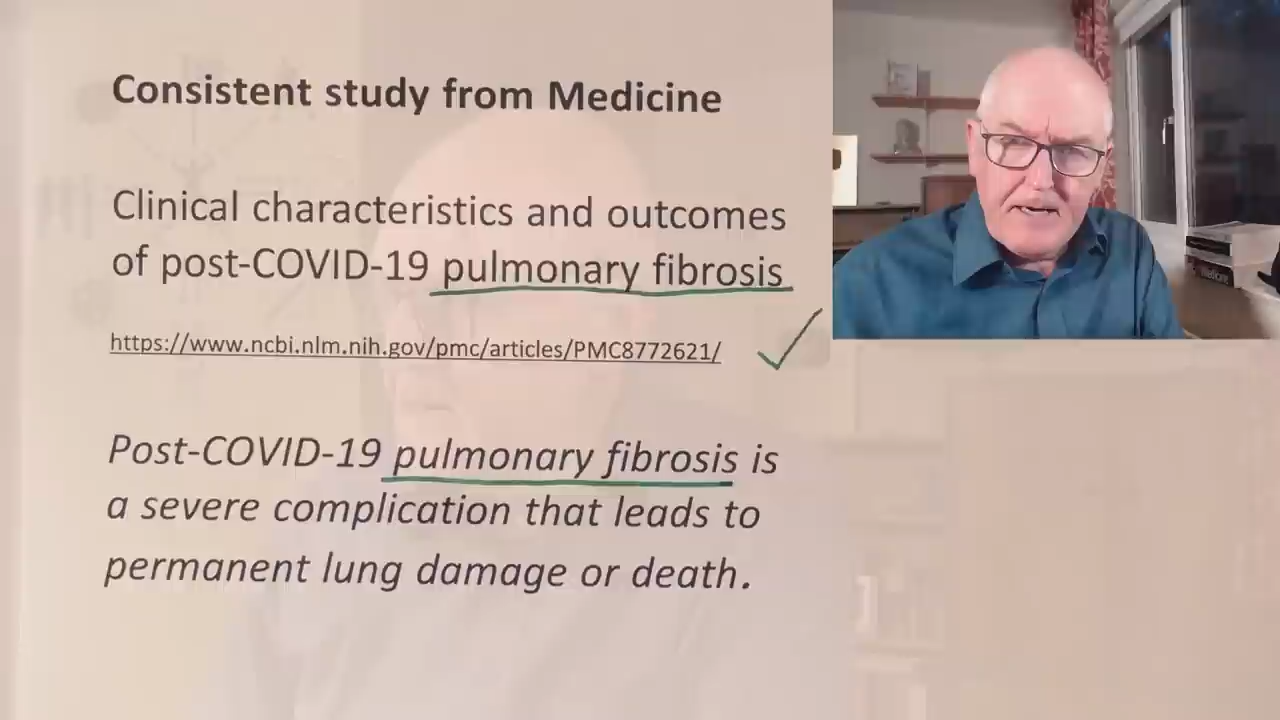 Consistent study from Medicine
Clinical characteristics and outcomes
of post-COVID-19 pulmonary fibrosis
https://www.ncbi.nlm.nih.gov/pmc/articles/PMC8772621/
Post-COVID-19 pulmonary fibrosis is
a severe complication that leads to
permanent lung damage or death.